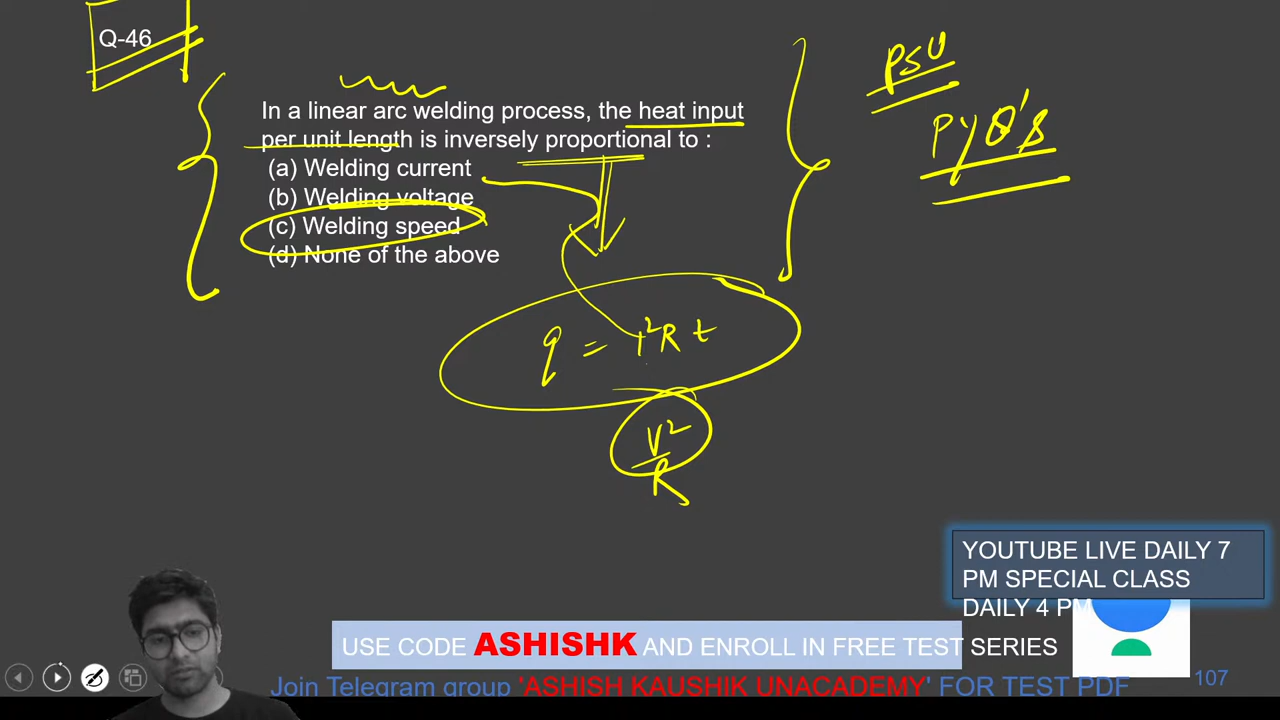 Q-46
PSU
PYQ's
In a linear arc welding process, the heat input
per unit length is inversely proportional to :
(a) Welding current
(b) Welding voltage
(c) Welding speed
(d) None of the above
q = I²Rt
V²
R
YOUTUBE LIVE DAILY 7
PM SPECIAL CLASS
DAILY 4 PM
USE CODE ASHISHK AND ENROLL IN FREE TEST SERIES
Join Telegram group 'ASHISH KAUSHIK UNACADEMY' FOR TEST PDF
107